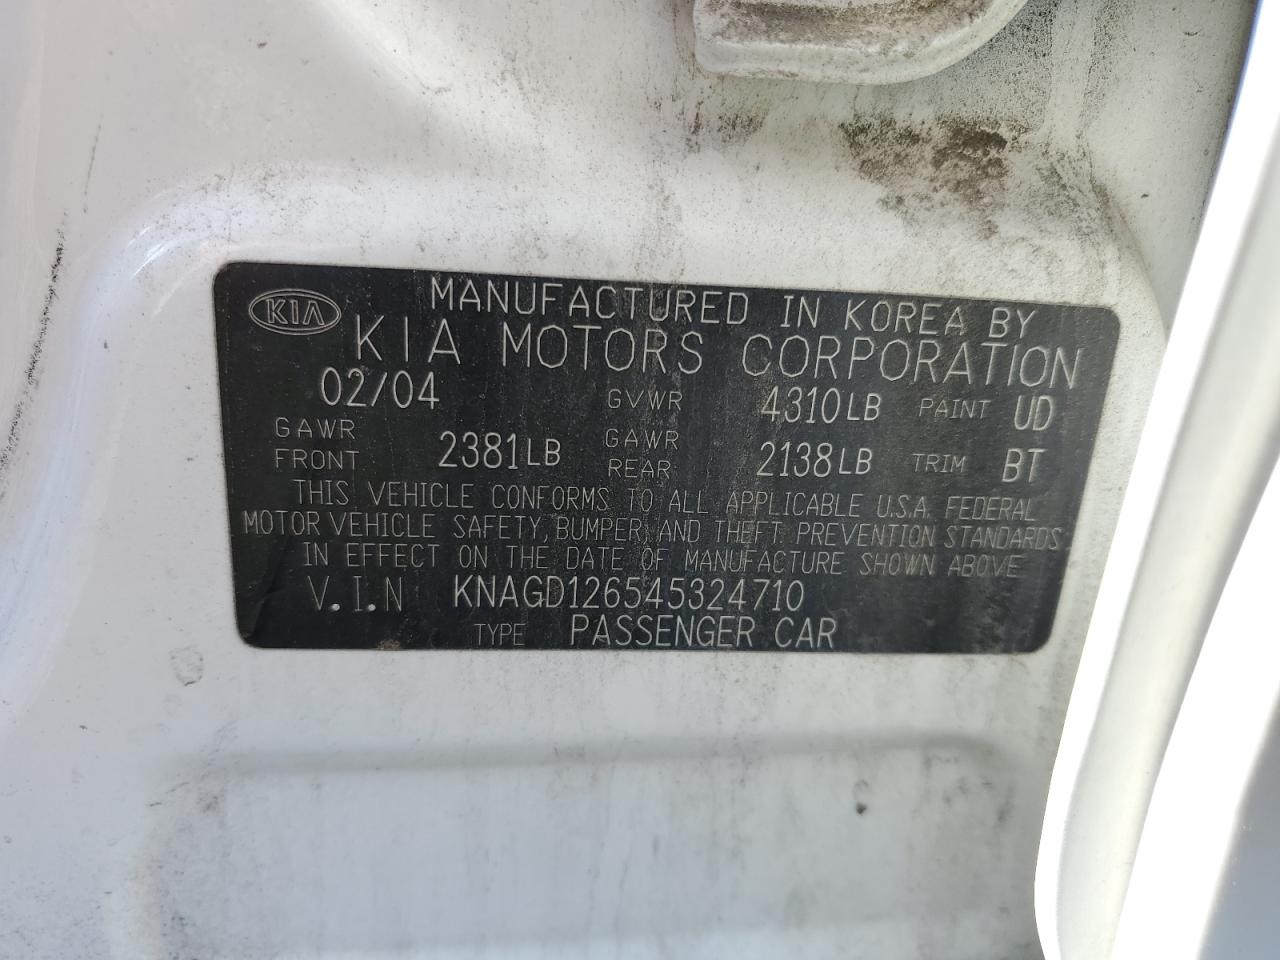 KIA MANUFACTURED IN KOREA BY
KIA MOTORS CORPORATION
02/04 GVWR 4310LB PAINT UD
GAWR FRONT 2381LB GAWR REAR 2138LB TRIM BT
THIS VEHICLE CONFORMS TO ALL APPLICABLE U.S.A. FEDERAL
MOTOR VEHICLE SAFETY, BUMPER, AND THEFT PREVENTION STANDARDS
IN EFFECT ON THE DATE OF MANUFACTURE SHOWN ABOVE
V.I.N KNAGD126545324710
TYPE PASSENGER CAR